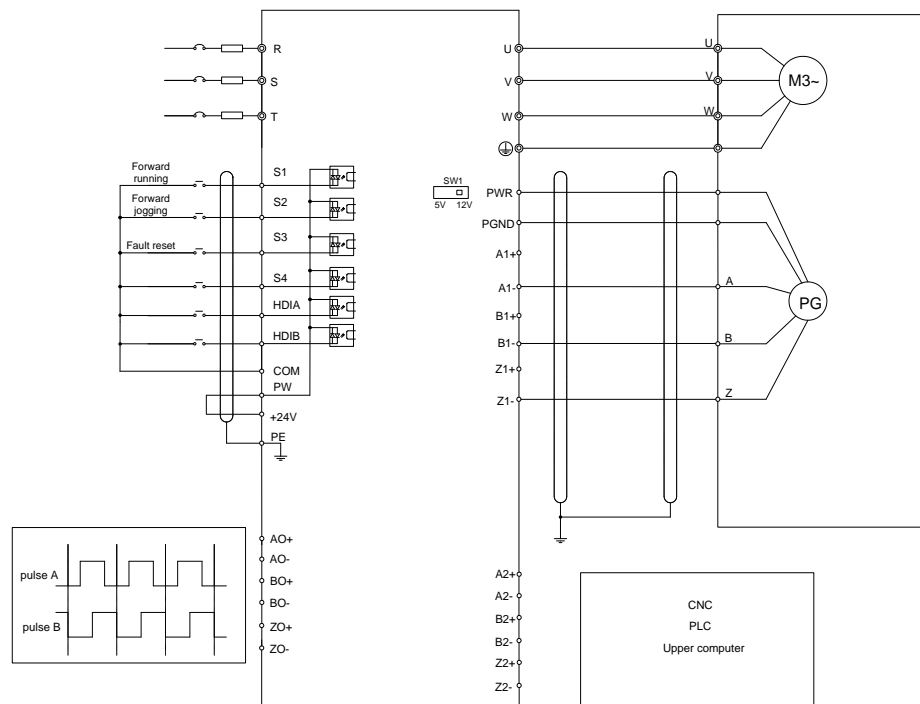 R
S
T
U
V
W
U
V
W
M3~
Forward
running
Forward
jogging
Fault reset
S1
S2
S3
S4
HDIA
HDIB
COM
PW
+24V
PE
SW1
5V 12V
PWR
PGND
A1+
A1-
B1+
B1-
Z1+
Z1-
A
B
Z
PG
pulse A
pulse B
AO+
AO-
BO+
BO-
ZO+
ZO-
A2+
A2-
B2+
B2-
Z2+
Z2-
CNC
PLC
Upper computer